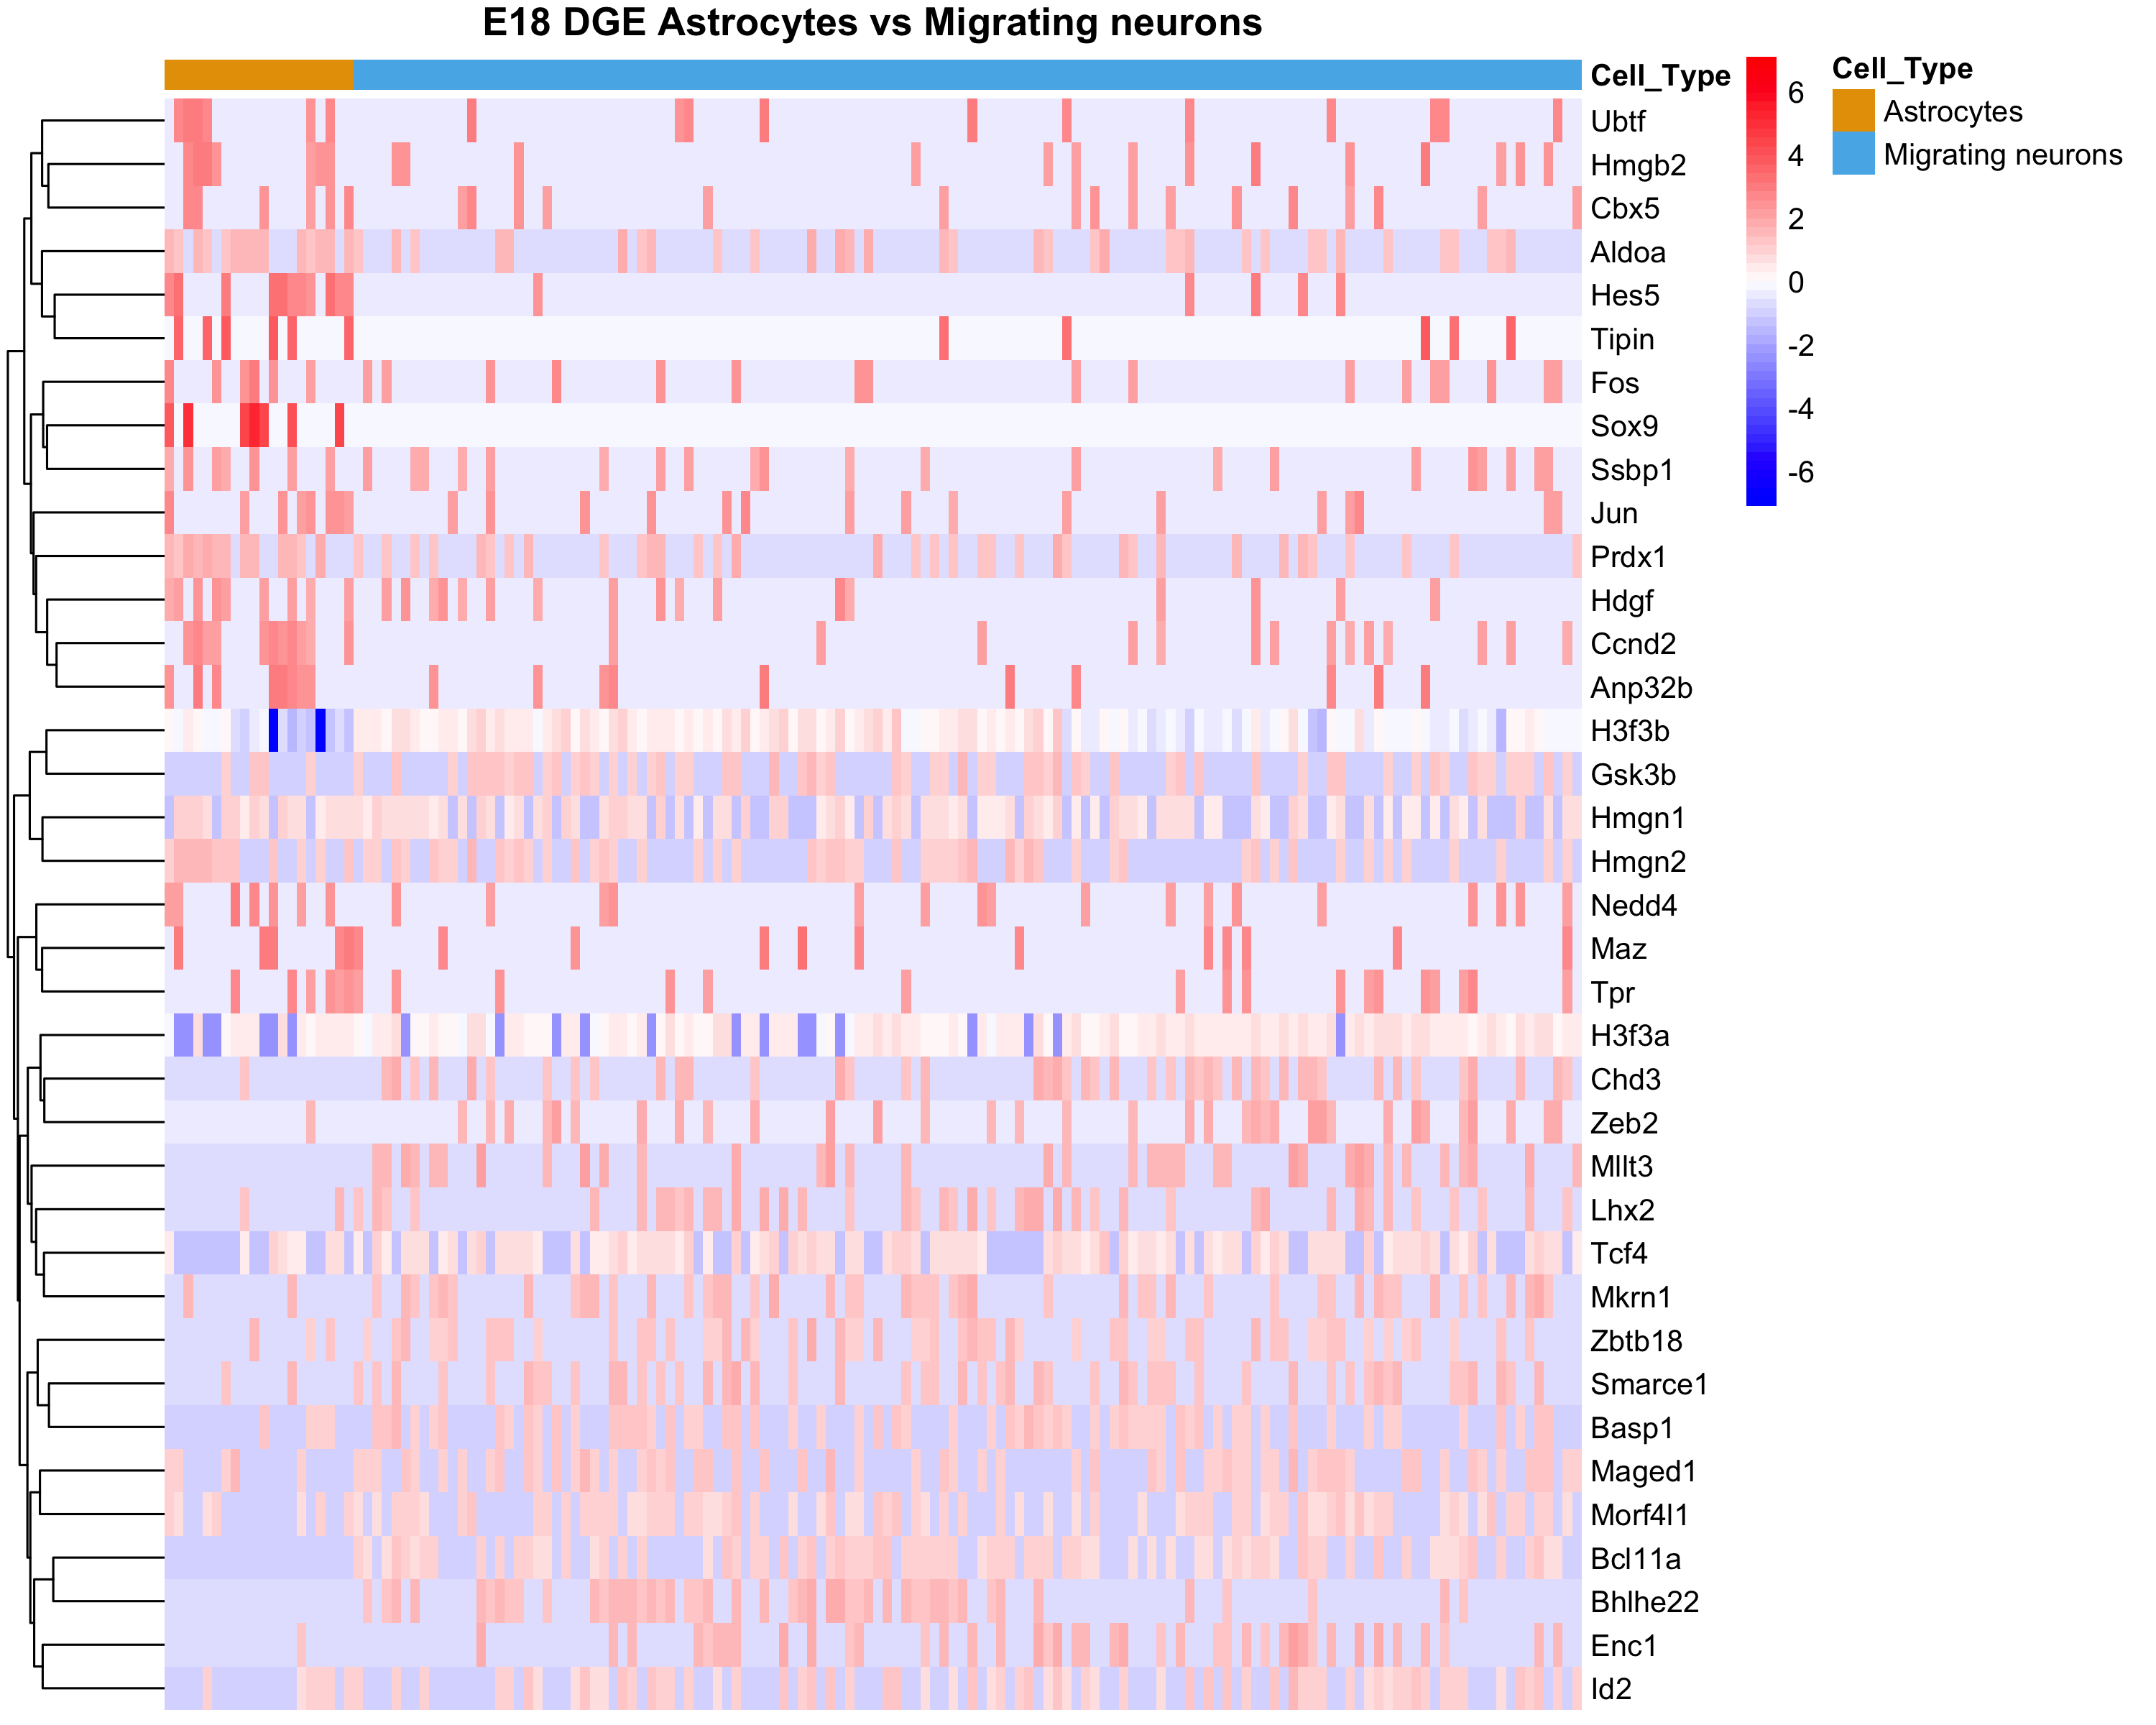 E18 DGE Astrocytes vs Migrating neurons
Cell_Type
Ubtf
Hmgb2
Cbx5
Aldoa
Hes5
Tipin
Fos
Sox9
Ssbp1
Jun
Prdx1
Hdgf
Ccnd2
Anp32b
H3f3b
Gsk3b
Hmgn1
Hmgn2
Nedd4
Maz
Tpr
H3f3a
Chd3
Zeb2
Mllt3
Lhx2
Tcf4
Mkrn1
Zbtb18
Smarce1
Basp1
Maged1
Morf4l1
Bcl11a
Bhlhe22
Enc1
Id2
6
4
2
0
-2
-4
-6
Cell_Type
Astrocytes
Migrating neurons